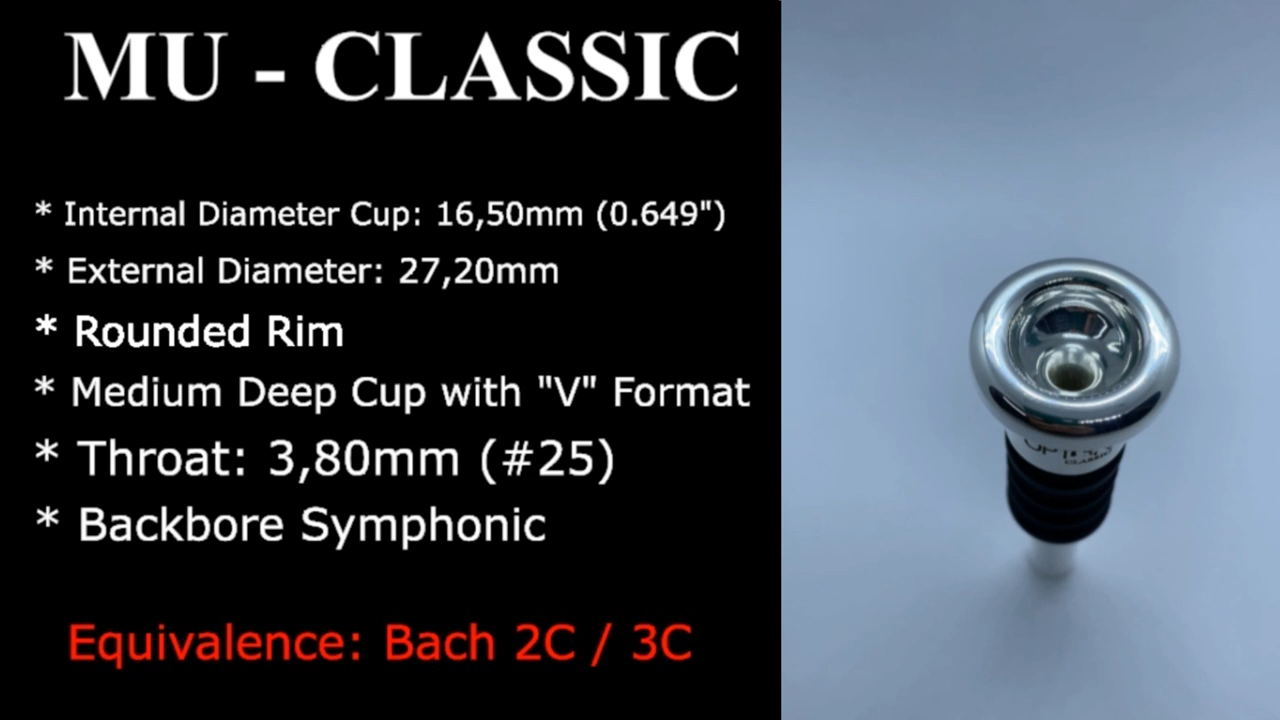 MU - CLASSIC
* Internal Diameter Cup: 16,50mm (0.649")
* External Diameter: 27,20mm
* Rounded Rim
* Medium Deep Cup with "V" Format
* Throat: 3,80mm (#25)
* Backbore Symphonic
Equivalence: Bach 2C / 3C
CLASSIC